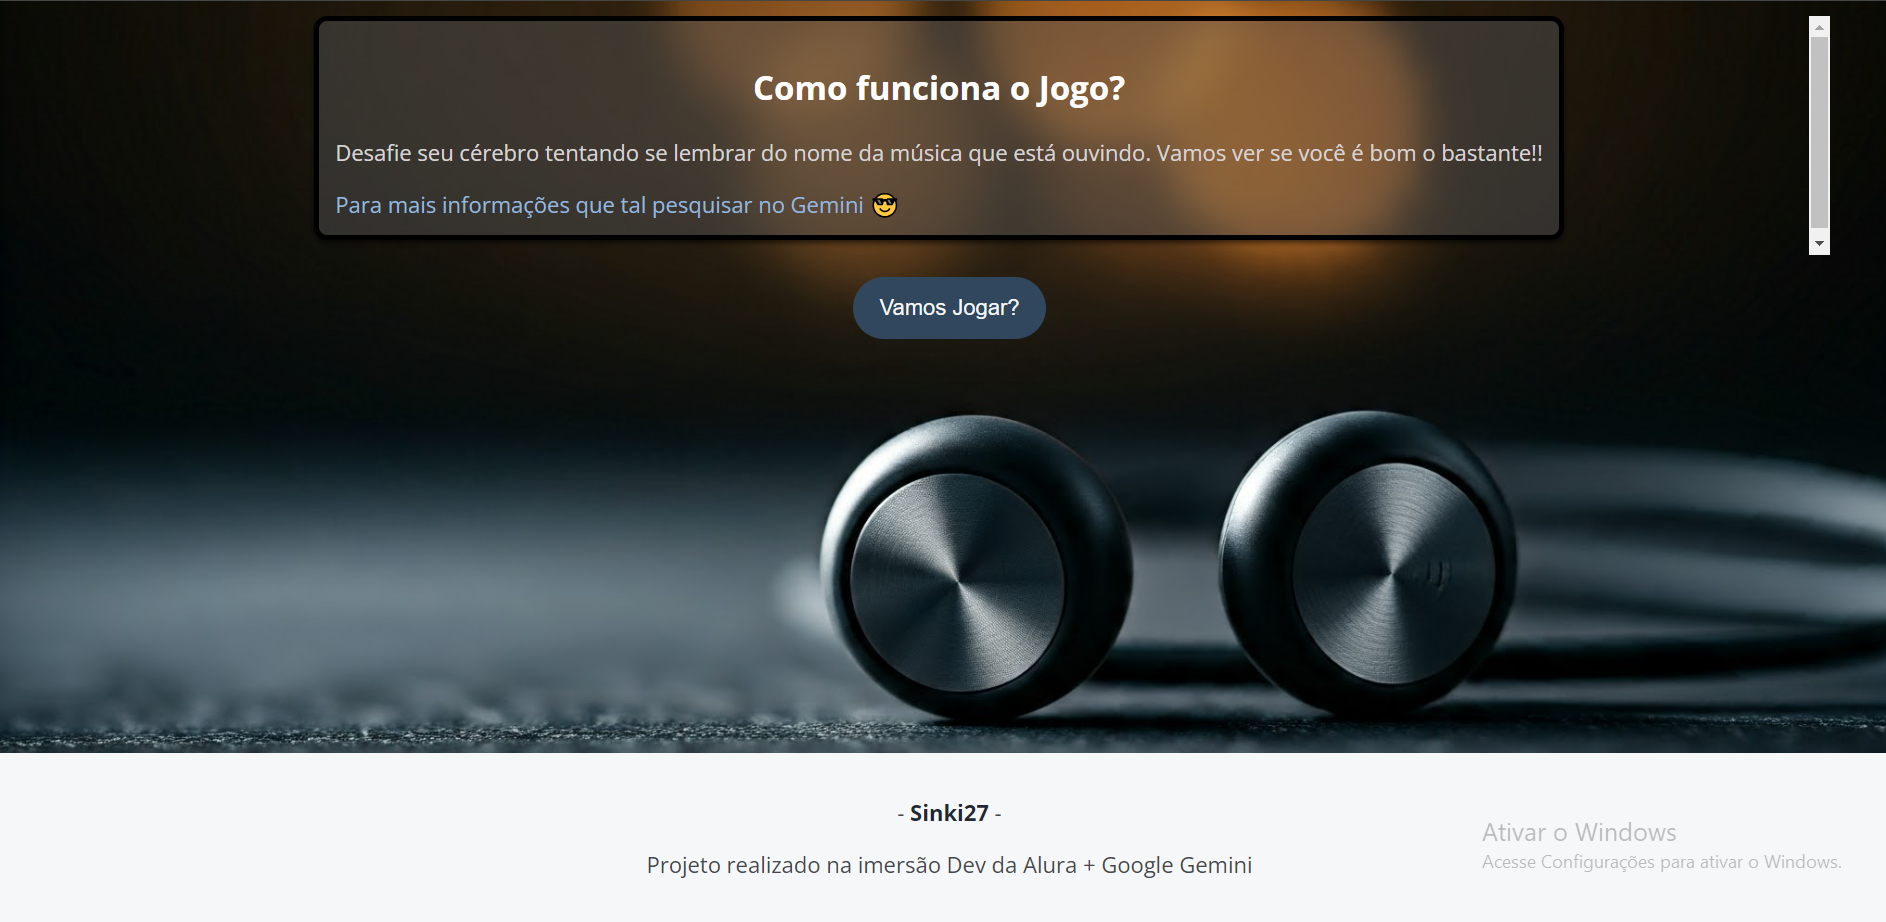 Como funciona o Jogo?
Desafie seu cérebro tentando se lembrar do nome da música que está ouvindo. Vamos ver se você é bom o bastante!!
Para mais informações que tal pesquisar no Gemini 😎
Vamos Jogar?
- Sinki27 -
Projeto realizado na imersão Dev da Alura + Google Gemini
Ativar o Windows
Acesse Configurações para ativar o Windows.